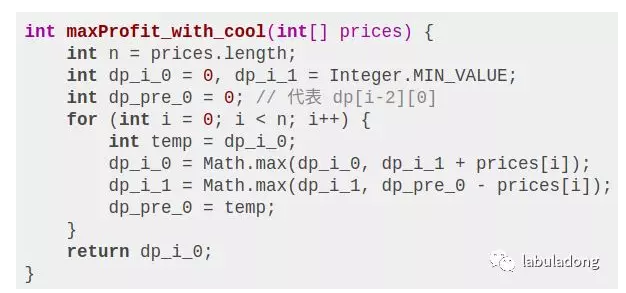 int maxProfit_with_cool(int[] prices) {
    int n = prices.length;
    int dp_i_0 = 0, dp_i_1 = Integer.MIN_VALUE;
    int dp_pre_0 = 0; // 代表 dp[i-2][0]
    for (int i = 0; i < n; i++) {
        int temp = dp_i_0;
        dp_i_0 = Math.max(dp_i_0, dp_i_1 + prices[i]);
        dp_i_1 = Math.max(dp_i_1, dp_pre_0 - prices[i]);
        dp_pre_0 = temp;
    }
    return dp_i_0;
}
labuladong